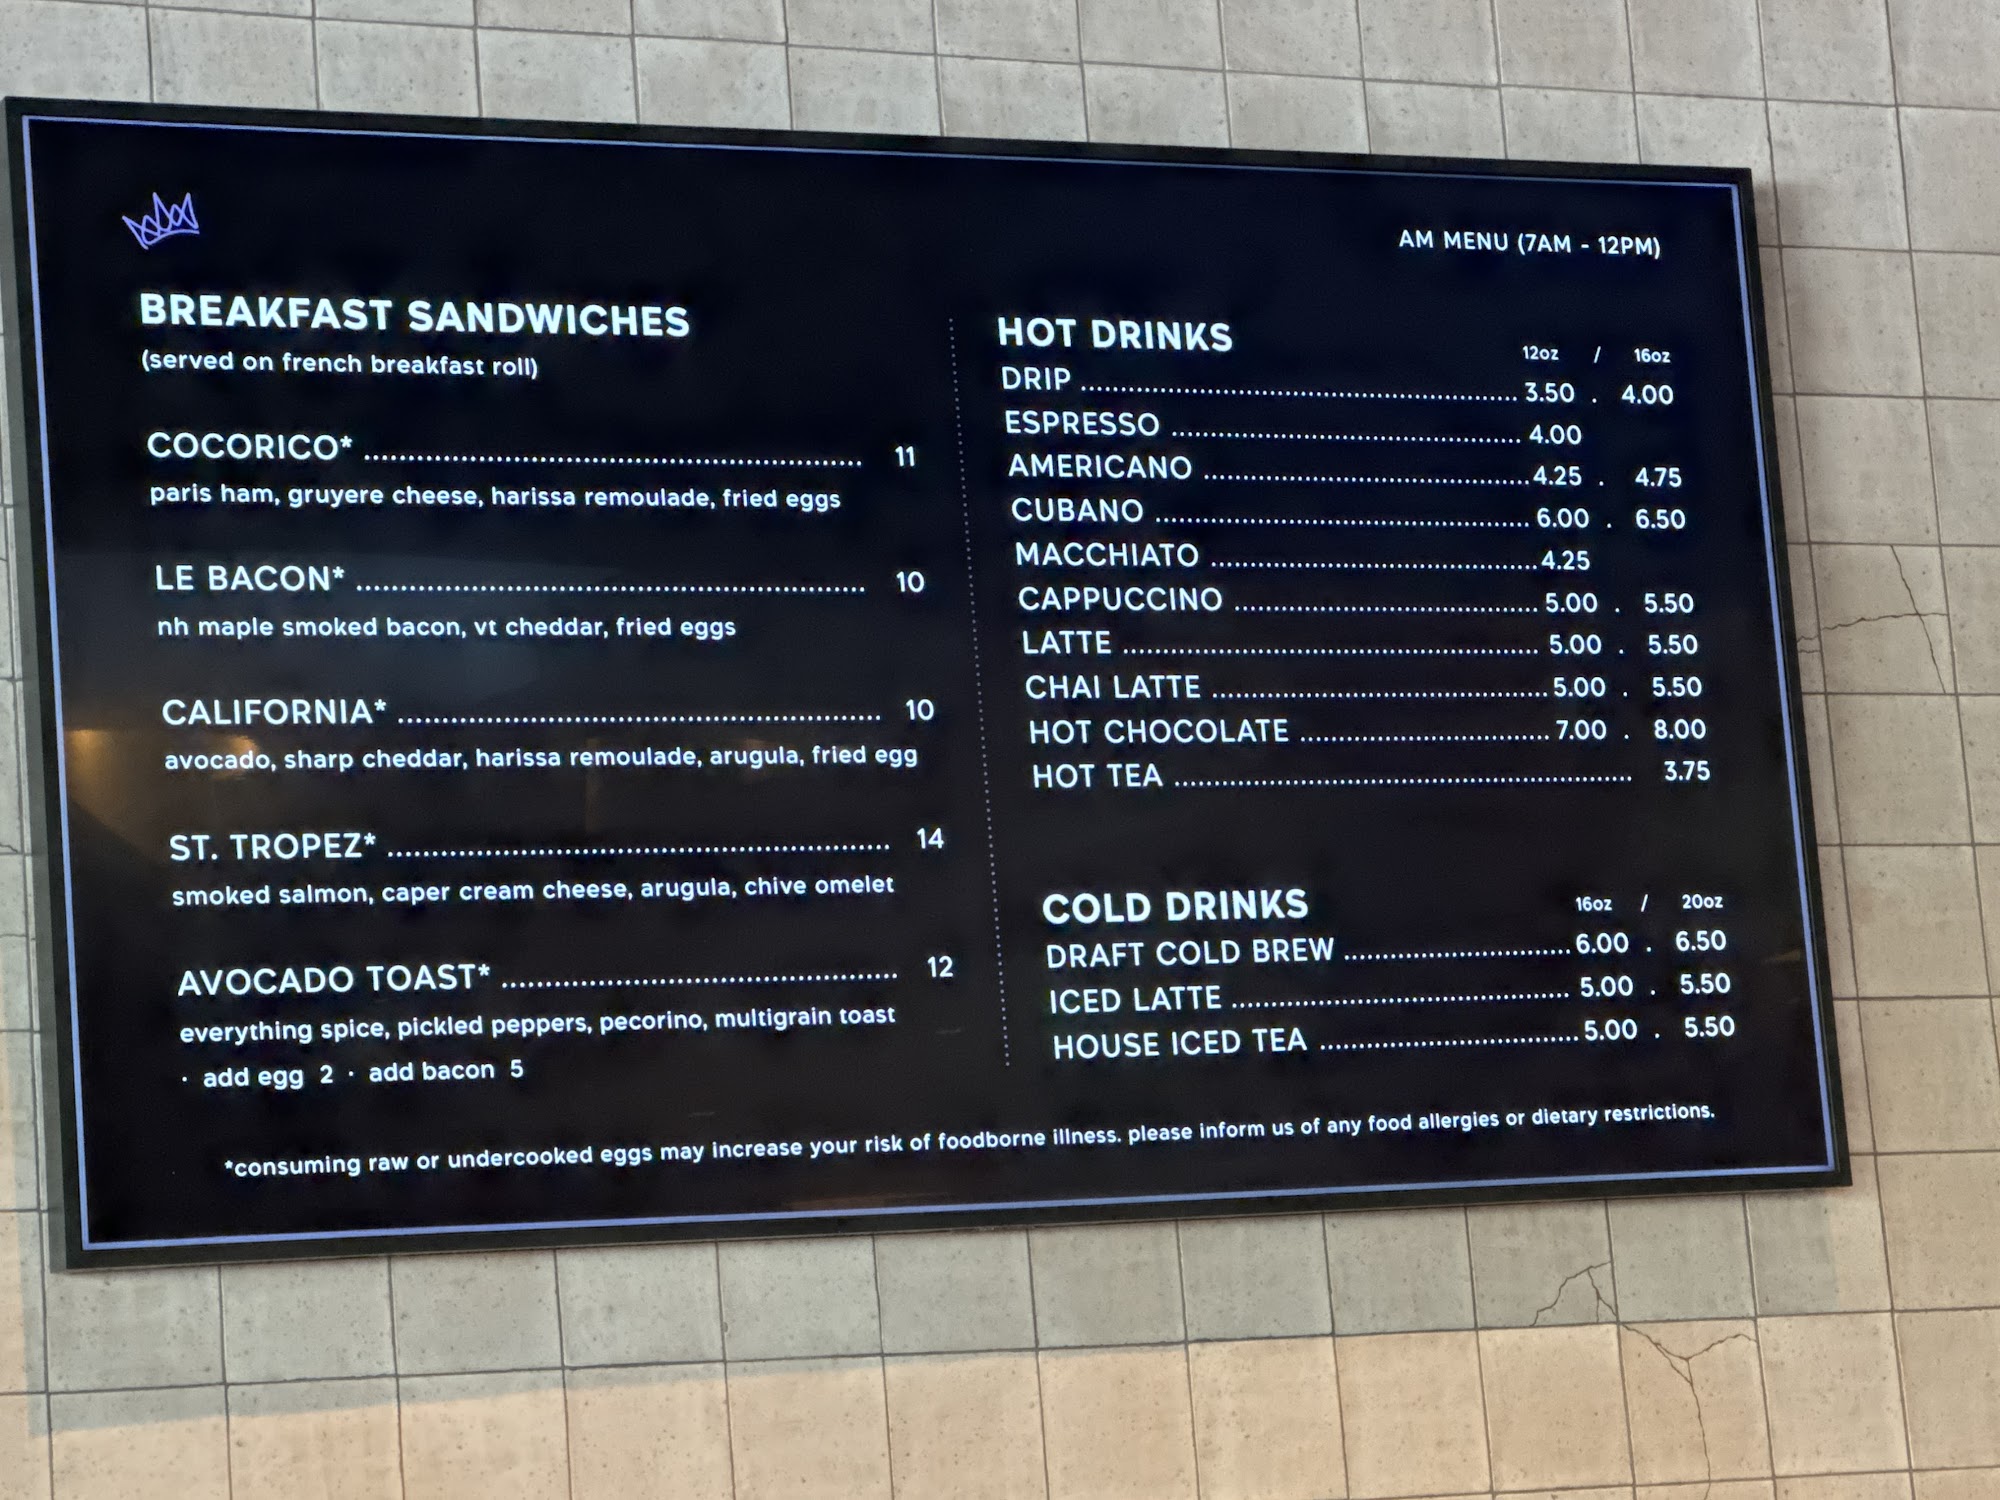 AM MENU (7AM - 12PM)
BREAKFAST SANDWICHES
(served on french breakfast roll)
COCORICO* 11
paris ham, gruyere cheese, harissa remoulade, fried eggs
LE BACON* 10
nh maple smoked bacon, vt cheddar, fried eggs
CALIFORNIA* 10
avocado, sharp cheddar, harissa remoulade, arugula, fried egg
ST. TROPEZ* 14
smoked salmon, caper cream cheese, arugula, chive omelet
AVOCADO TOAST* 12
everything spice, pickled peppers, pecorino, multigrain toast
· add egg 2 · add bacon 5
HOT DRINKS 12oz / 16oz
DRIP 3.50 . 4.00
ESPRESSO 4.00
AMERICANO 4.25 . 4.75
CUBANO 6.00 . 6.50
MACCHIATO 4.25
CAPPUCCINO 5.00 . 5.50
LATTE 5.00 . 5.50
CHAI LATTE 5.00 . 5.50
HOT CHOCOLATE 7.00 . 8.00
HOT TEA 3.75
COLD DRINKS 16oz / 20oz
DRAFT COLD BREW 6.00 . 6.50
ICED LATTE 5.00 . 5.50
HOUSE ICED TEA 5.00 . 5.50
*consuming raw or undercooked eggs may increase your risk of foodborne illness. please inform us of any food allergies or dietary restrictions.